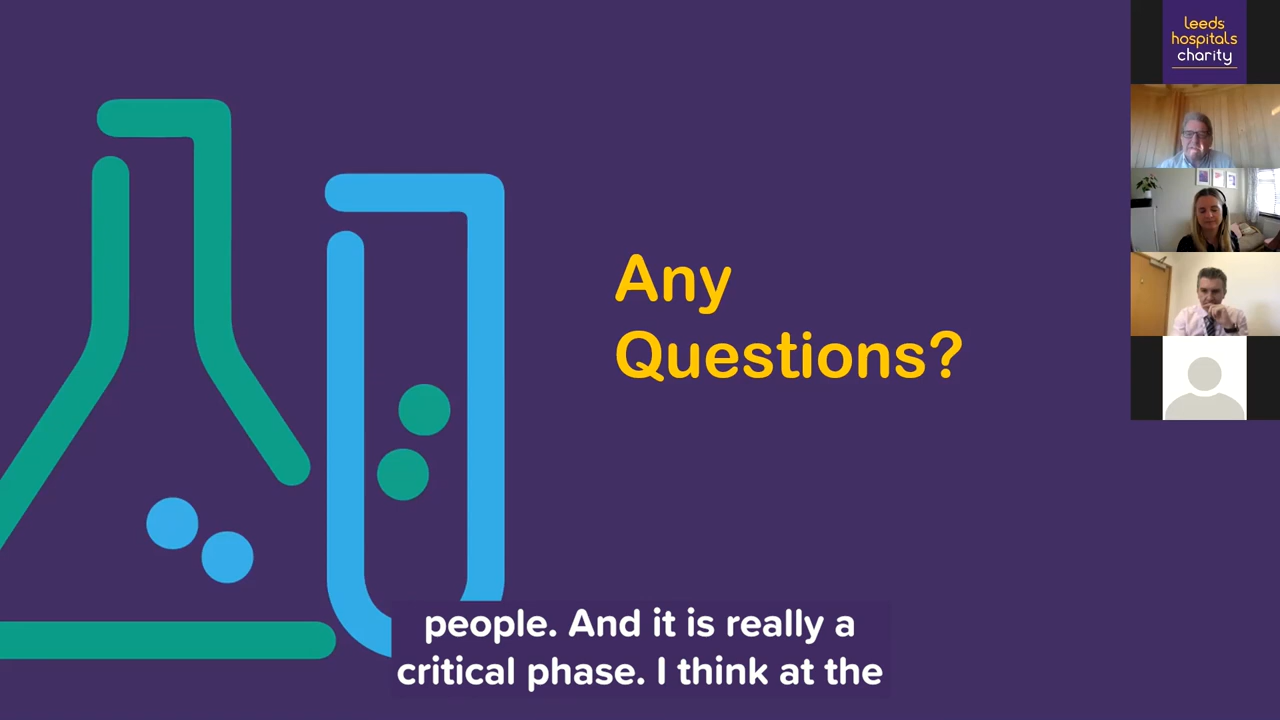 Any
Questions?
leeds
hospitals
charity
people. And it is really a
critical phase. I think at the